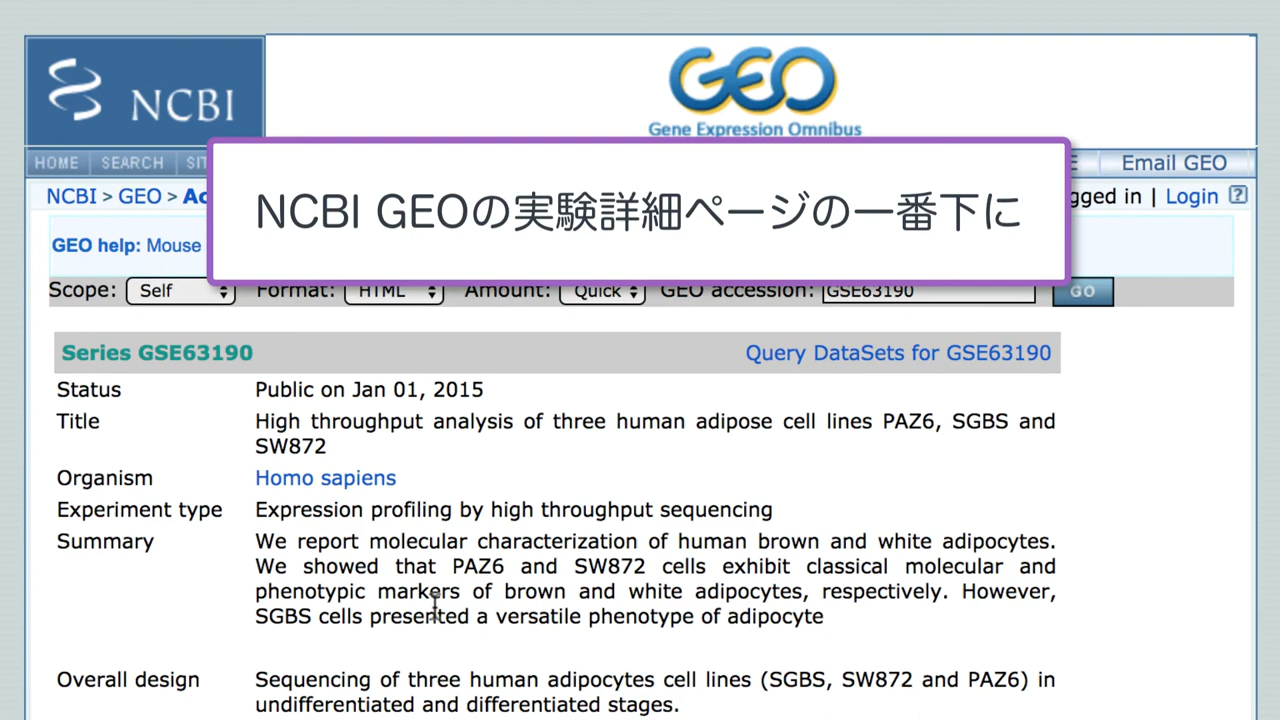 NCBI
GEO
Gene Expression Omnibus
HOME SEARCH SIT Email GEO
NCBI > GEO > Ac gged in | Login ?
GEO help: Mouse
NCBI GEOの実験詳細ページの一番下に
Scope: Self Format: HTML Amount: Quick GEO accession: GSE63190 GO
Series GSE63190 Query DataSets for GSE63190
Status Public on Jan 01, 2015
Title High throughput analysis of three human adipose cell lines PAZ6, SGBS and
SW872
Organism Homo sapiens
Experiment type Expression profiling by high throughput sequencing
Summary We report molecular characterization of human brown and white adipocytes.
We showed that PAZ6 and SW872 cells exhibit classical molecular and
phenotypic markers of brown and white adipocytes, respectively. However,
SGBS cells presented a versatile phenotype of adipocyte
Overall design Sequencing of three human adipocytes cell lines (SGBS, SW872 and PAZ6) in
undifferentiated and differentiated stages.